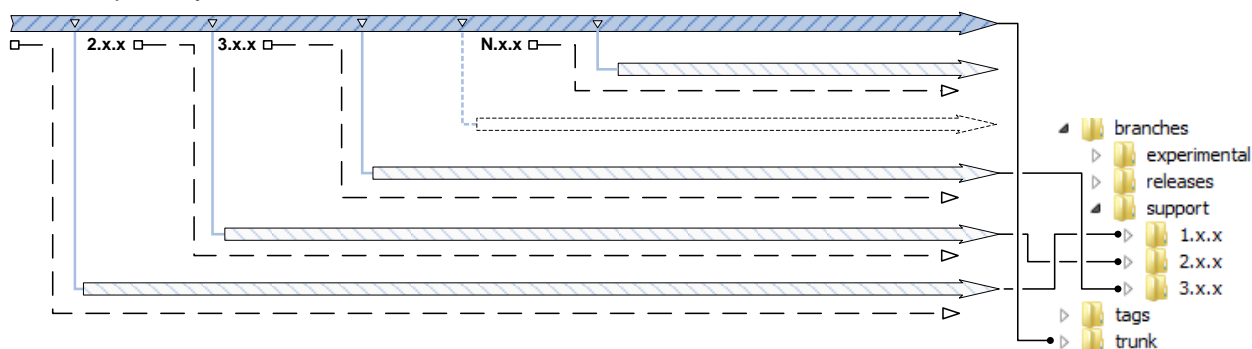 2.x.x
3.x.x
N.x.x
branches
experimental
releases
support
1.x.x
2.x.x
3.x.x
tags
trunk